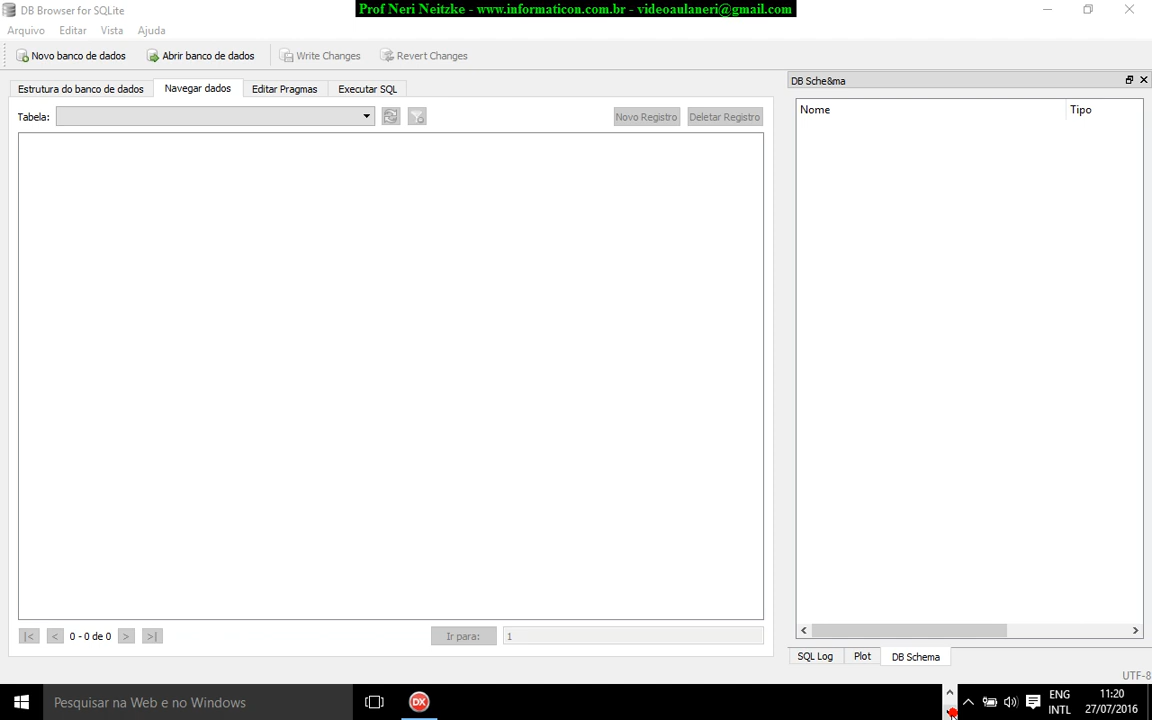 DB Browser for SQLite
Prof Neri Neitzke - www.informaticon.com.br - videoaulaneri@gmail.com
Arquivo Editar Vista Ajuda
Novo banco de dados Abrir banco de dados Write Changes Revert Changes
Estrutura do banco de dados Navegar dados Editar Pragmas Executar SQL
DB Sche&ma
Tabela: Novo Registro Deletar Registro
Nome Tipo
|< < 0 - 0 de 0 > >| Ir para: 1
SQL Log Plot DB Schema
UTF-8
Pesquisar na Web e no Windows
DX
ENG
INTL
11:20
27/07/2016